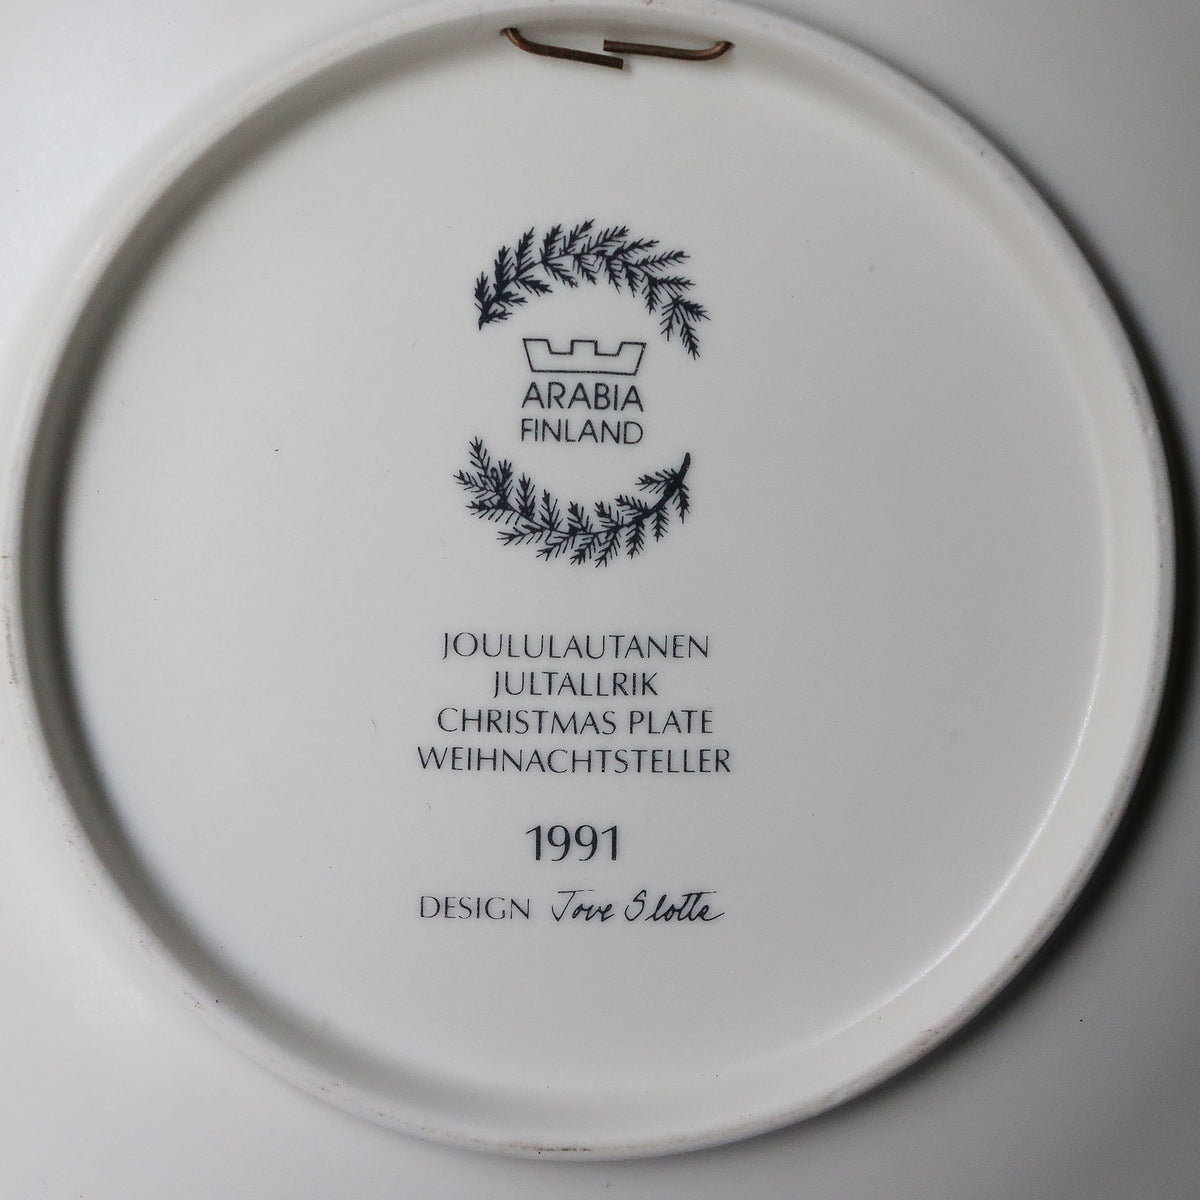 ARABIA
FINLAND
JOULULAUTANEN
JULTALLRIK
CHRISTMAS PLATE
WEIHNACHTSTELLER
1991
DESIGN Tove Slotte